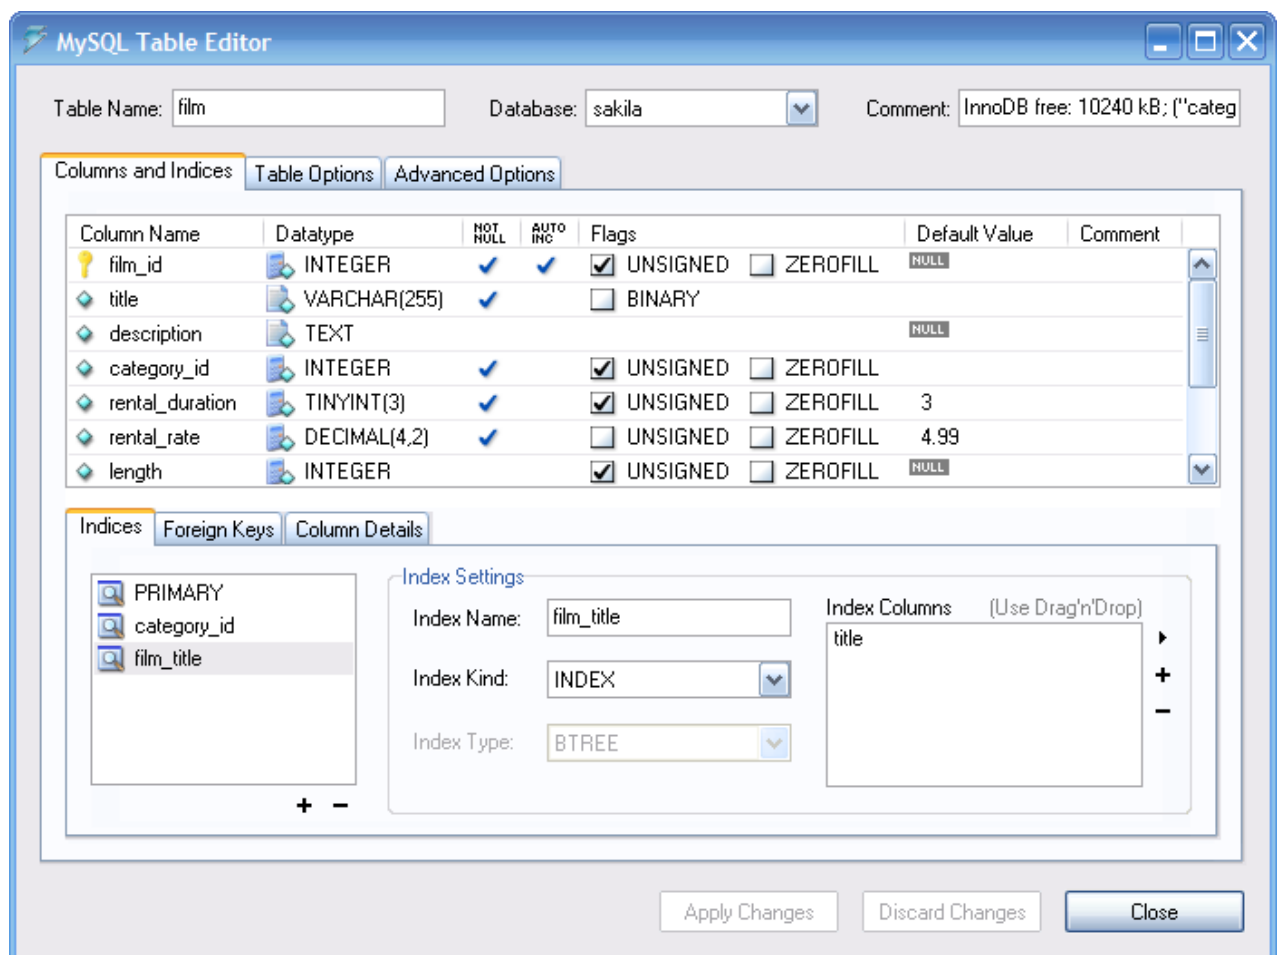 MySQL Table Editor
Table Name: film Database: sakila Comment: InnoDB free: 10240 kB; ("categ
Columns and Indices Table Options Advanced Options
Column Name Datatype NOT NULL AUTO INC Flags Default Value Comment
film_id INTEGER UNSIGNED ZEROFILL NULL
title VARCHAR(255) BINARY
description TEXT NULL
category_id INTEGER UNSIGNED ZEROFILL
rental_duration TINYINT(3) UNSIGNED ZEROFILL 3
rental_rate DECIMAL(4,2) UNSIGNED ZEROFILL 4.99
length INTEGER UNSIGNED ZEROFILL NULL
Indices Foreign Keys Column Details
PRIMARY
category_id
film_title
Index Settings
Index Name: film_title
Index Kind: INDEX
Index Type: BTREE
Index Columns (Use Drag'n'Drop)
title
Apply Changes Discard Changes Close